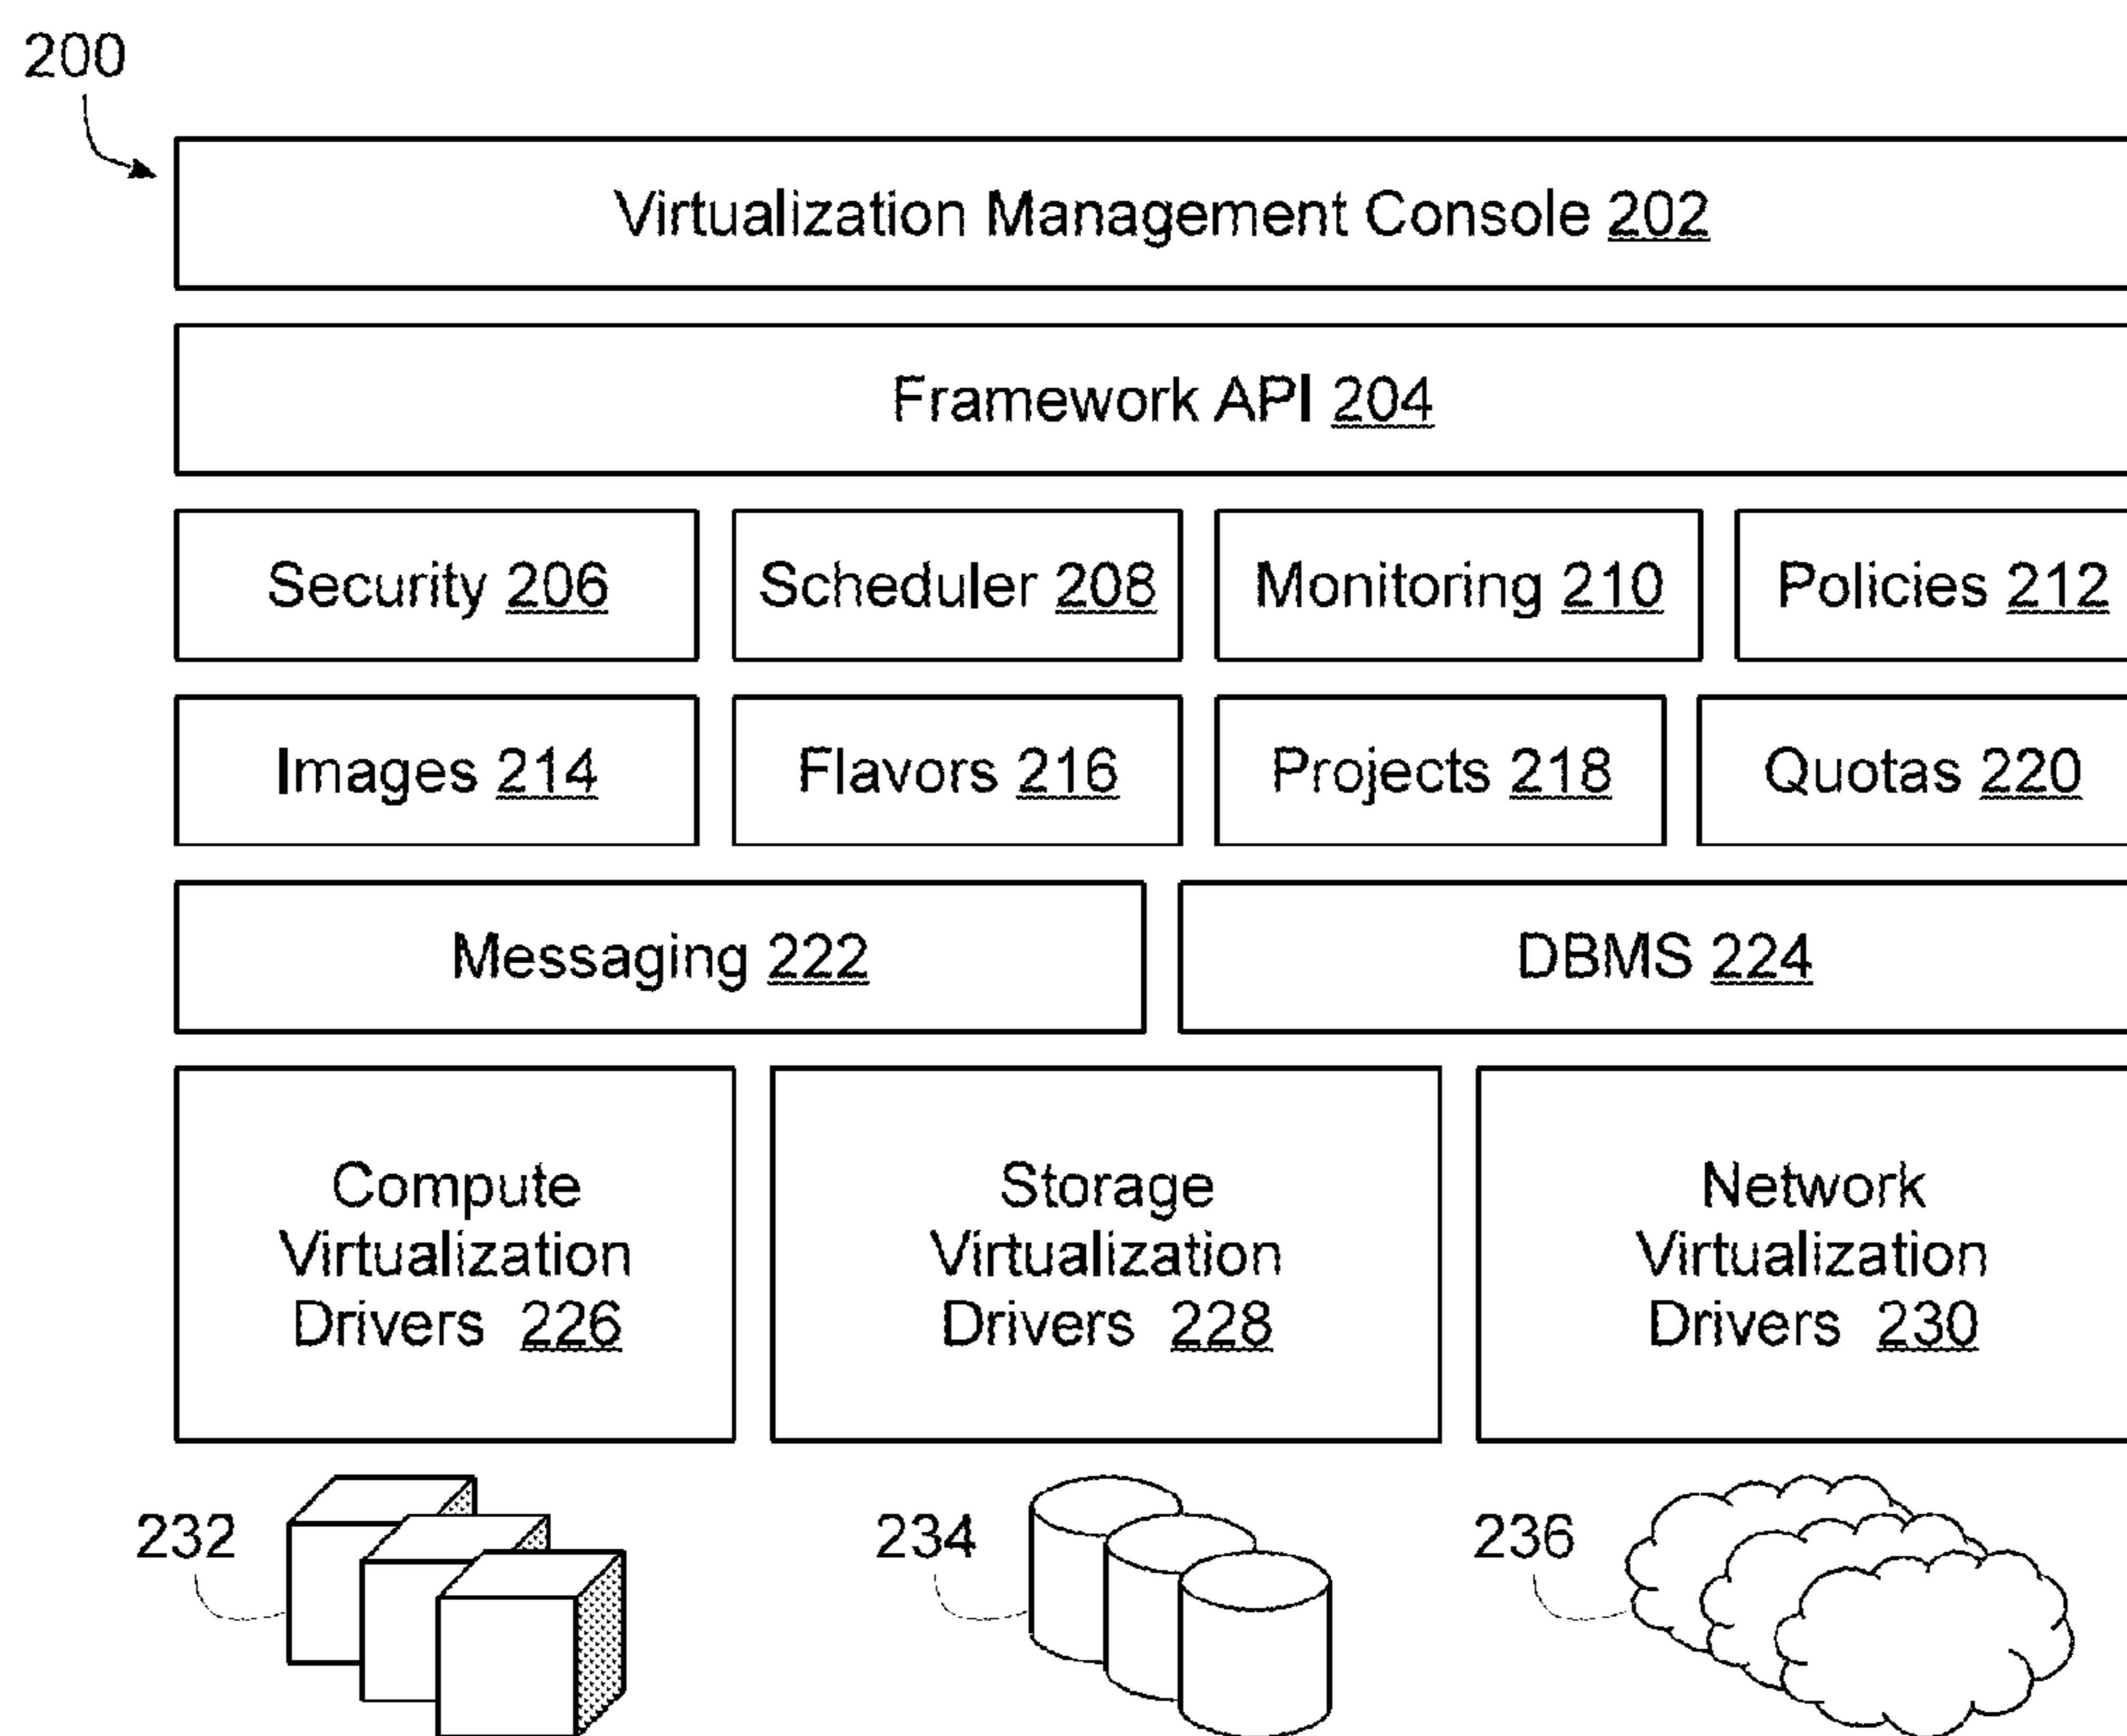 200
Virtualization Management Console 202
Framework API 204
Security 206
Scheduler 208
Monitoring 210
Policies 212
Images 214
Flavors 216
Projects 218
Quotas 220
Messaging 222
DBMS 224
Compute
Virtualization
Drivers 226
Storage
Virtualization
Drivers 228
Network
Virtualization
Drivers 230
232
234
236